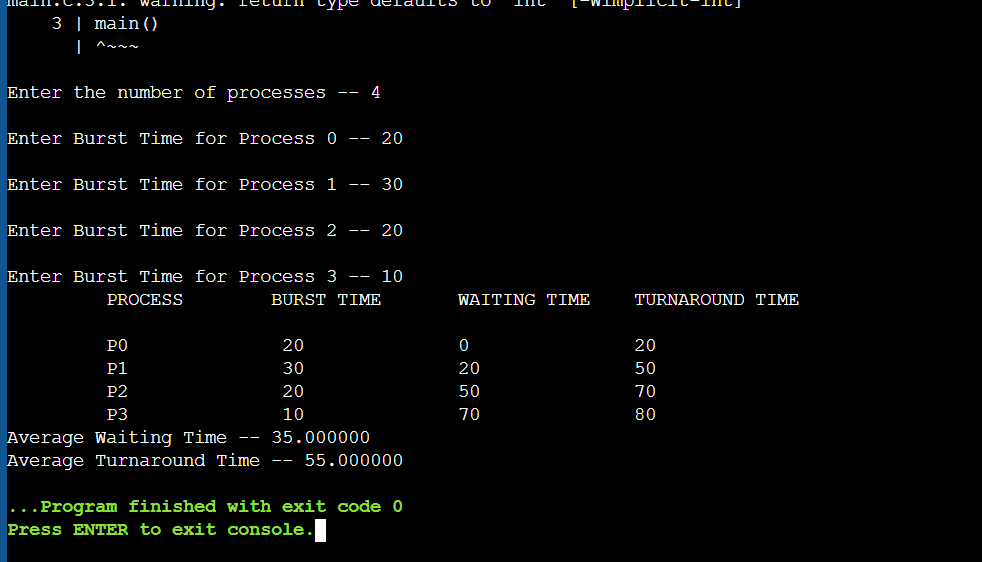 main.c:3:1: warning: return type defaults to ‘int’ [-Wimplicit-int]
3 | main()
| ^~~~
Enter the number of processes -- 4
Enter Burst Time for Process 0 -- 20
Enter Burst Time for Process 1 -- 30
Enter Burst Time for Process 2 -- 20
Enter Burst Time for Process 3 -- 10
PROCESS BURST TIME WAITING TIME TURNAROUND TIME
P0 20 0 20
P1 30 20 50
P2 20 50 70
P3 10 70 80
Average Waiting Time -- 35.000000
Average Turnaround Time -- 55.000000
...Program finished with exit code 0
Press ENTER to exit console.